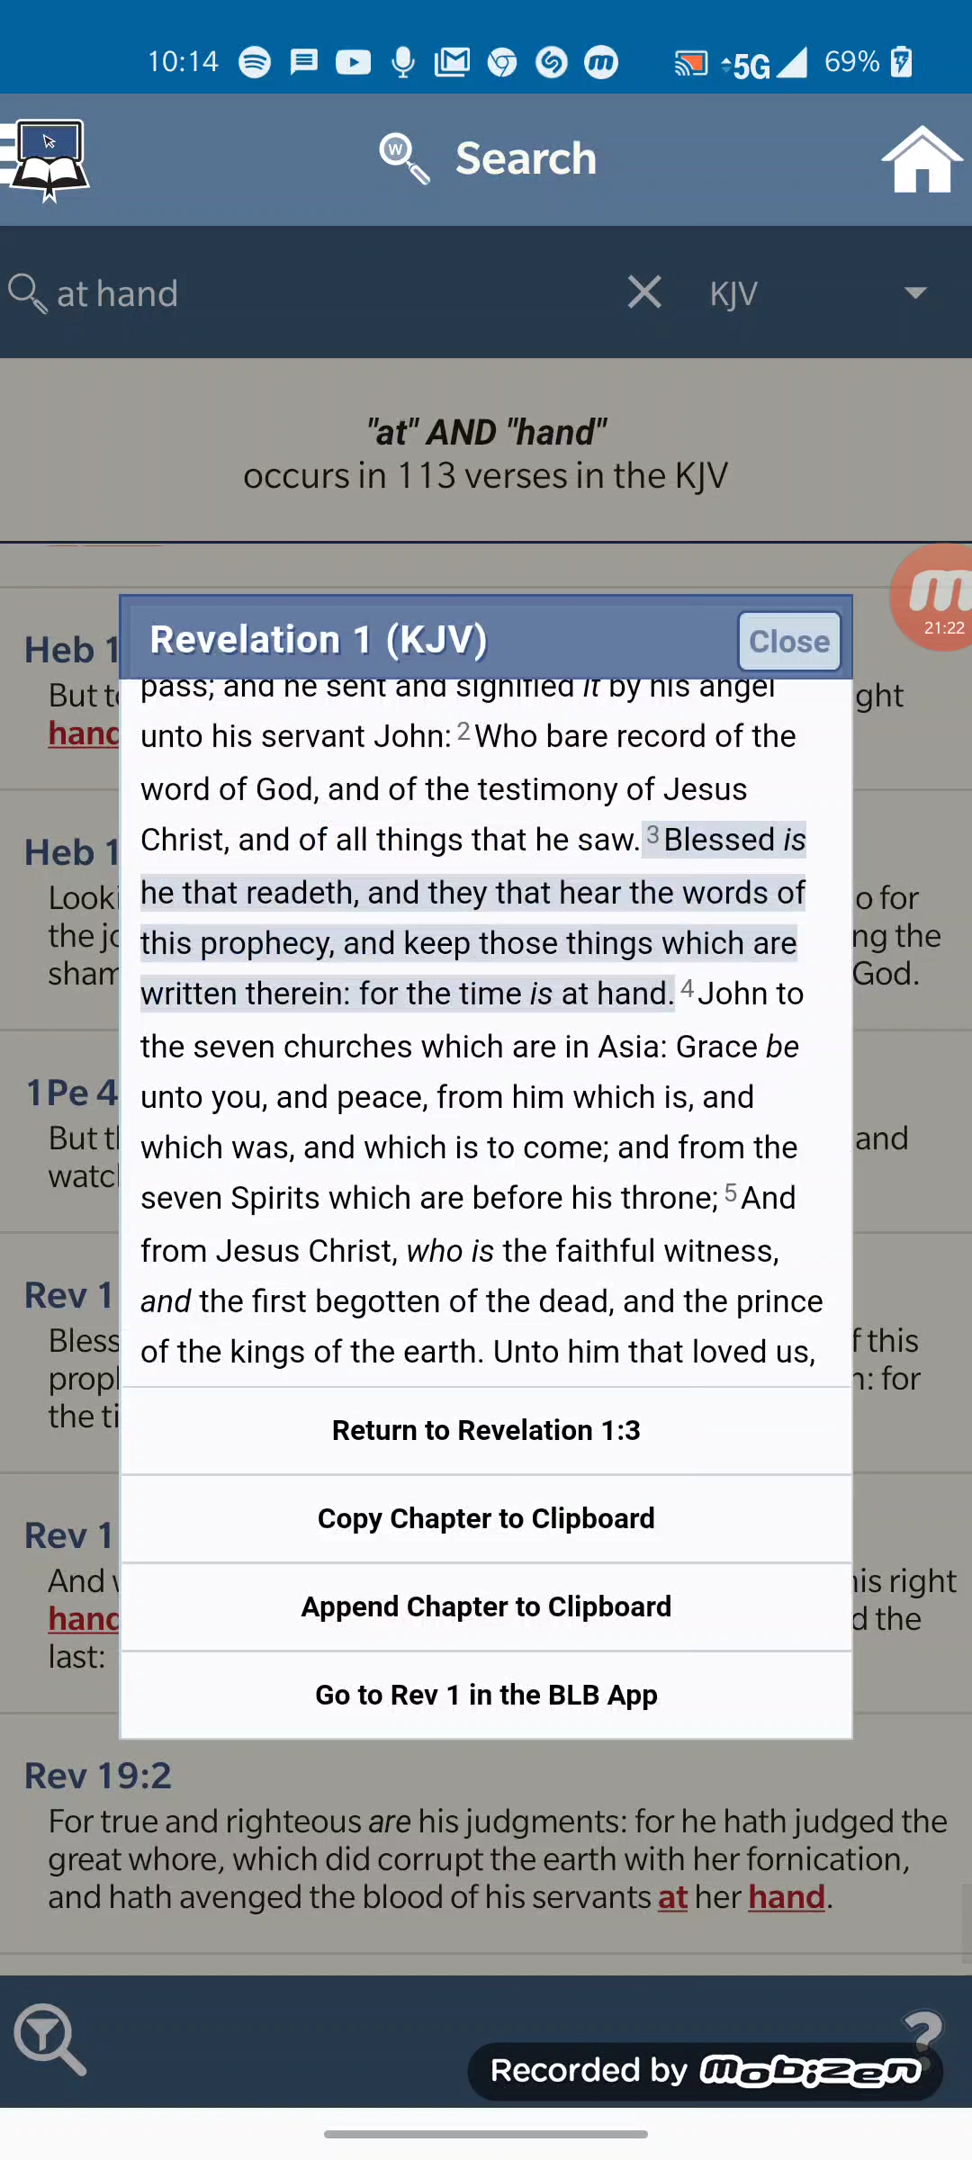 10:14 5G 69%
W Search
at hand KJV
"at" AND "hand"
occurs in 113 verses in the KJV
21:22
Heb 1
But ght
hand
Heb 1
o for
the ng the
sham God.
1Pe 4
But and
watc
Rev 1
Bless f this
prop n: for
the ti
Rev 1
And his right
hand d the
last:
Revelation 1 (KJV) Close
pass; and he sent and signified it by his angel
unto his servant John: 2 Who bare record of the
word of God, and of the testimony of Jesus
Christ, and of all things that he saw. 3 Blessed is
he that readeth, and they that hear the words of
this prophecy, and keep those things which are
written therein: for the time is at hand. 4 John to
the seven churches which are in Asia: Grace be
unto you, and peace, from him which is, and
which was, and which is to come; and from the
seven Spirits which are before his throne; 5 And
from Jesus Christ, who is the faithful witness,
and the first begotten of the dead, and the prince
of the kings of the earth. Unto him that loved us,
Return to Revelation 1:3
Copy Chapter to Clipboard
Append Chapter to Clipboard
Go to Rev 1 in the BLB App
Rev 19:2
For true and righteous are his judgments: for he hath judged the
great whore, which did corrupt the earth with her fornication,
and hath avenged the blood of his servants at her hand.
?
Recorded by mobizen